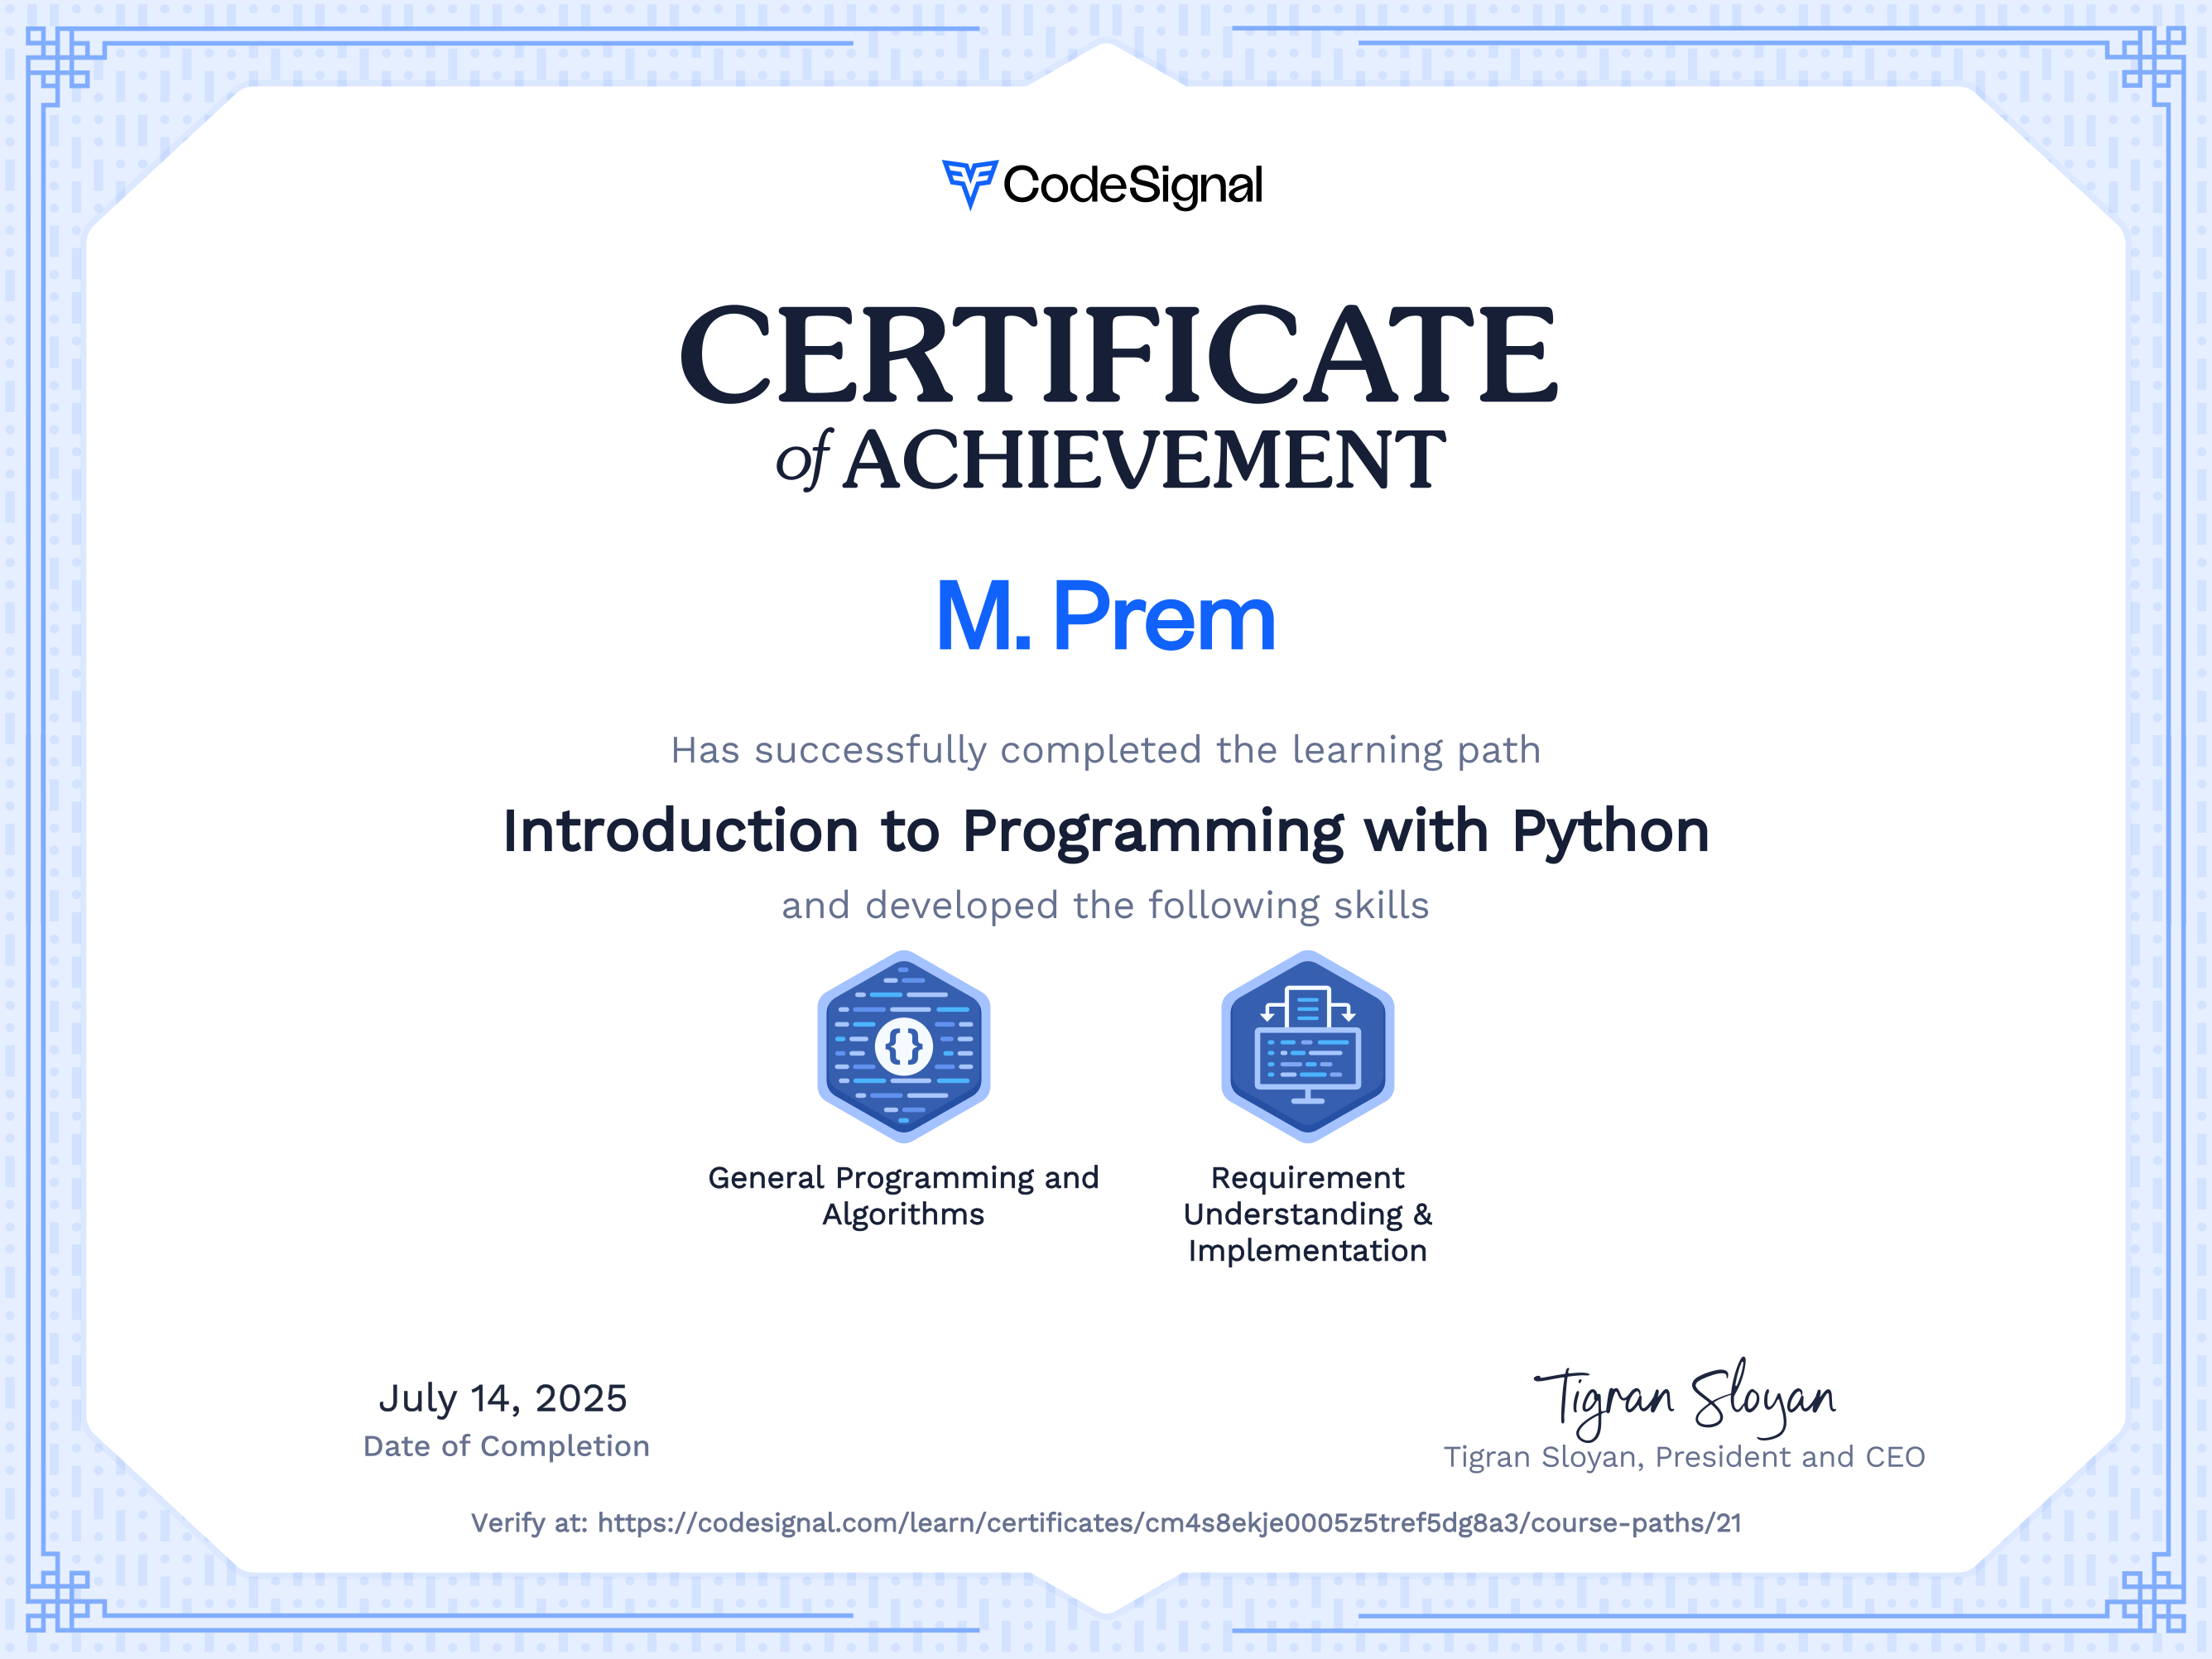 CodeSignal
CERTIFICATE
of ACHIEVEMENT
M. Prem
Has successfully completed the learning path
Introduction to Programming with Python
and developed the following skills
{}
General Programming and
Algorithms
Requirement
Understanding &
Implementation
July 14, 2025
Date of Completion
Tigran Sloyan
Tigran Sloyan, President and CEO
Verify at: https://codesignal.com/learn/certificates/cm4s8ekje0005z5tref5dg8a3/course-paths/21